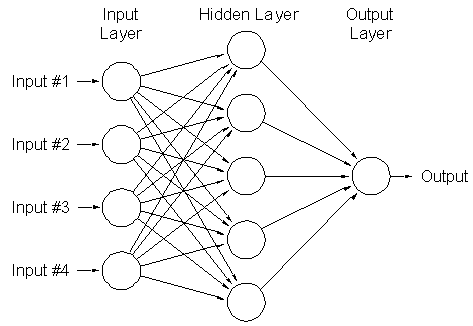 Input
Layer
Hidden Layer
Output
Layer
Input #1
Input #2
Input #3
Input #4
Output